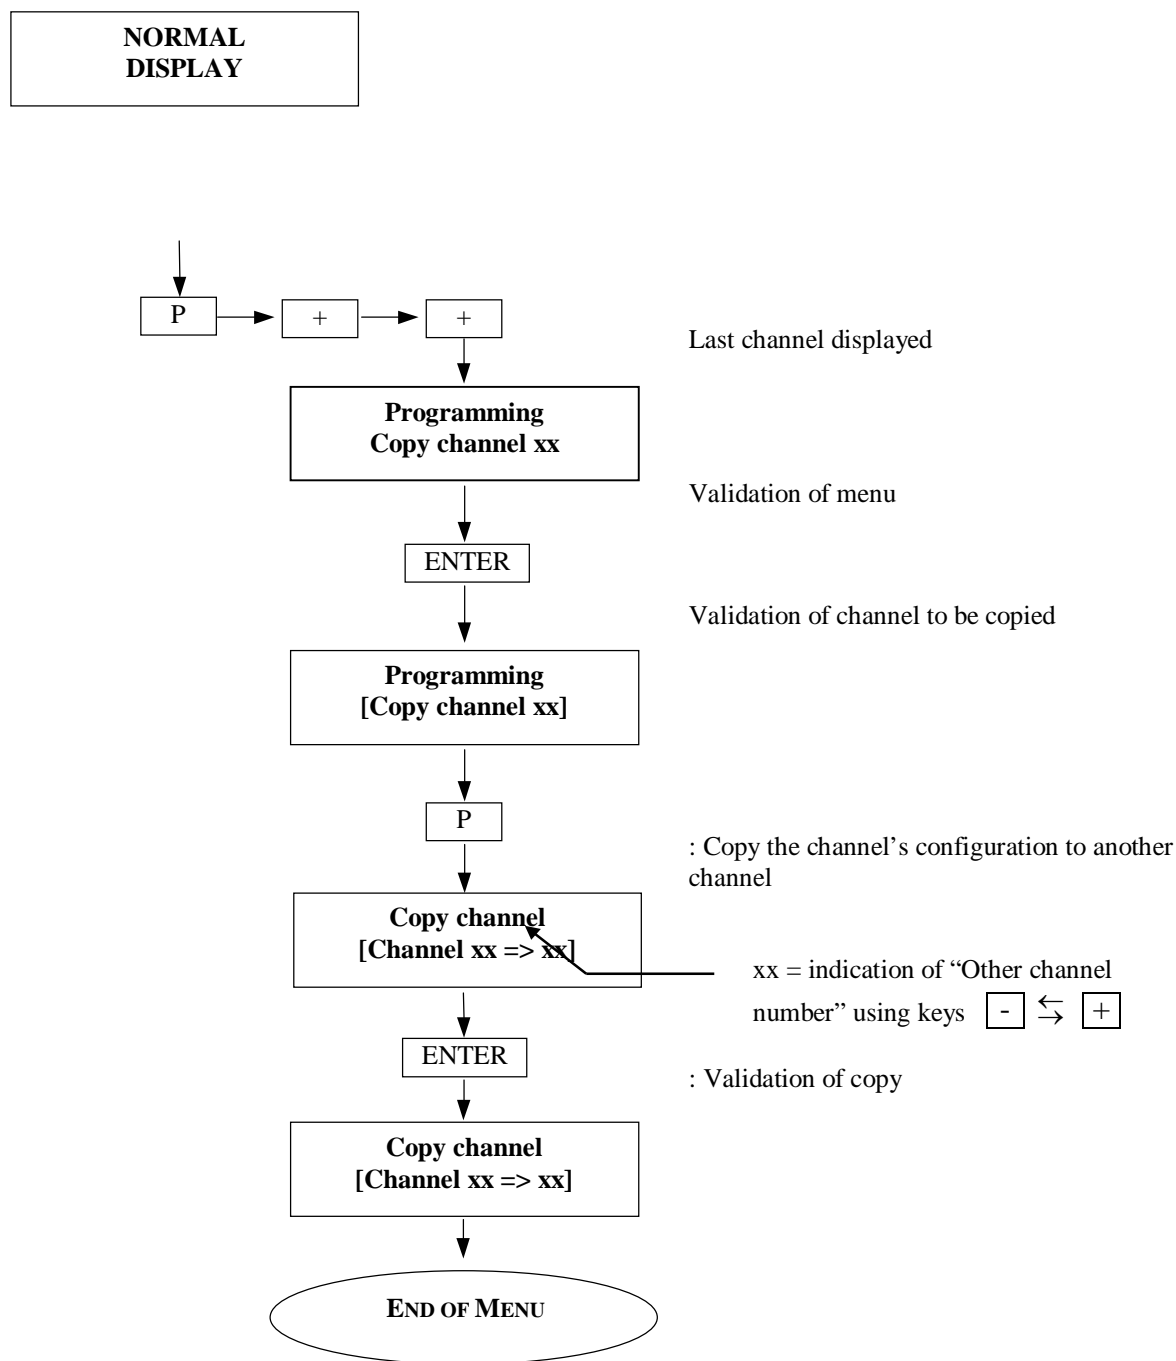 NORMAL
DISPLAY
P
+
+
Last channel displayed
Programming
Copy channel xx
Validation of menu
ENTER
Validation of channel to be copied
Programming
[Copy channel xx]
P
: Copy the channel’s configuration to another
channel
Copy channel
[Channel xx => xx]
xx = indication of “Other channel
number” using keys - ⇆ +
ENTER
: Validation of copy
Copy channel
[Channel xx => xx]
END OF MENU